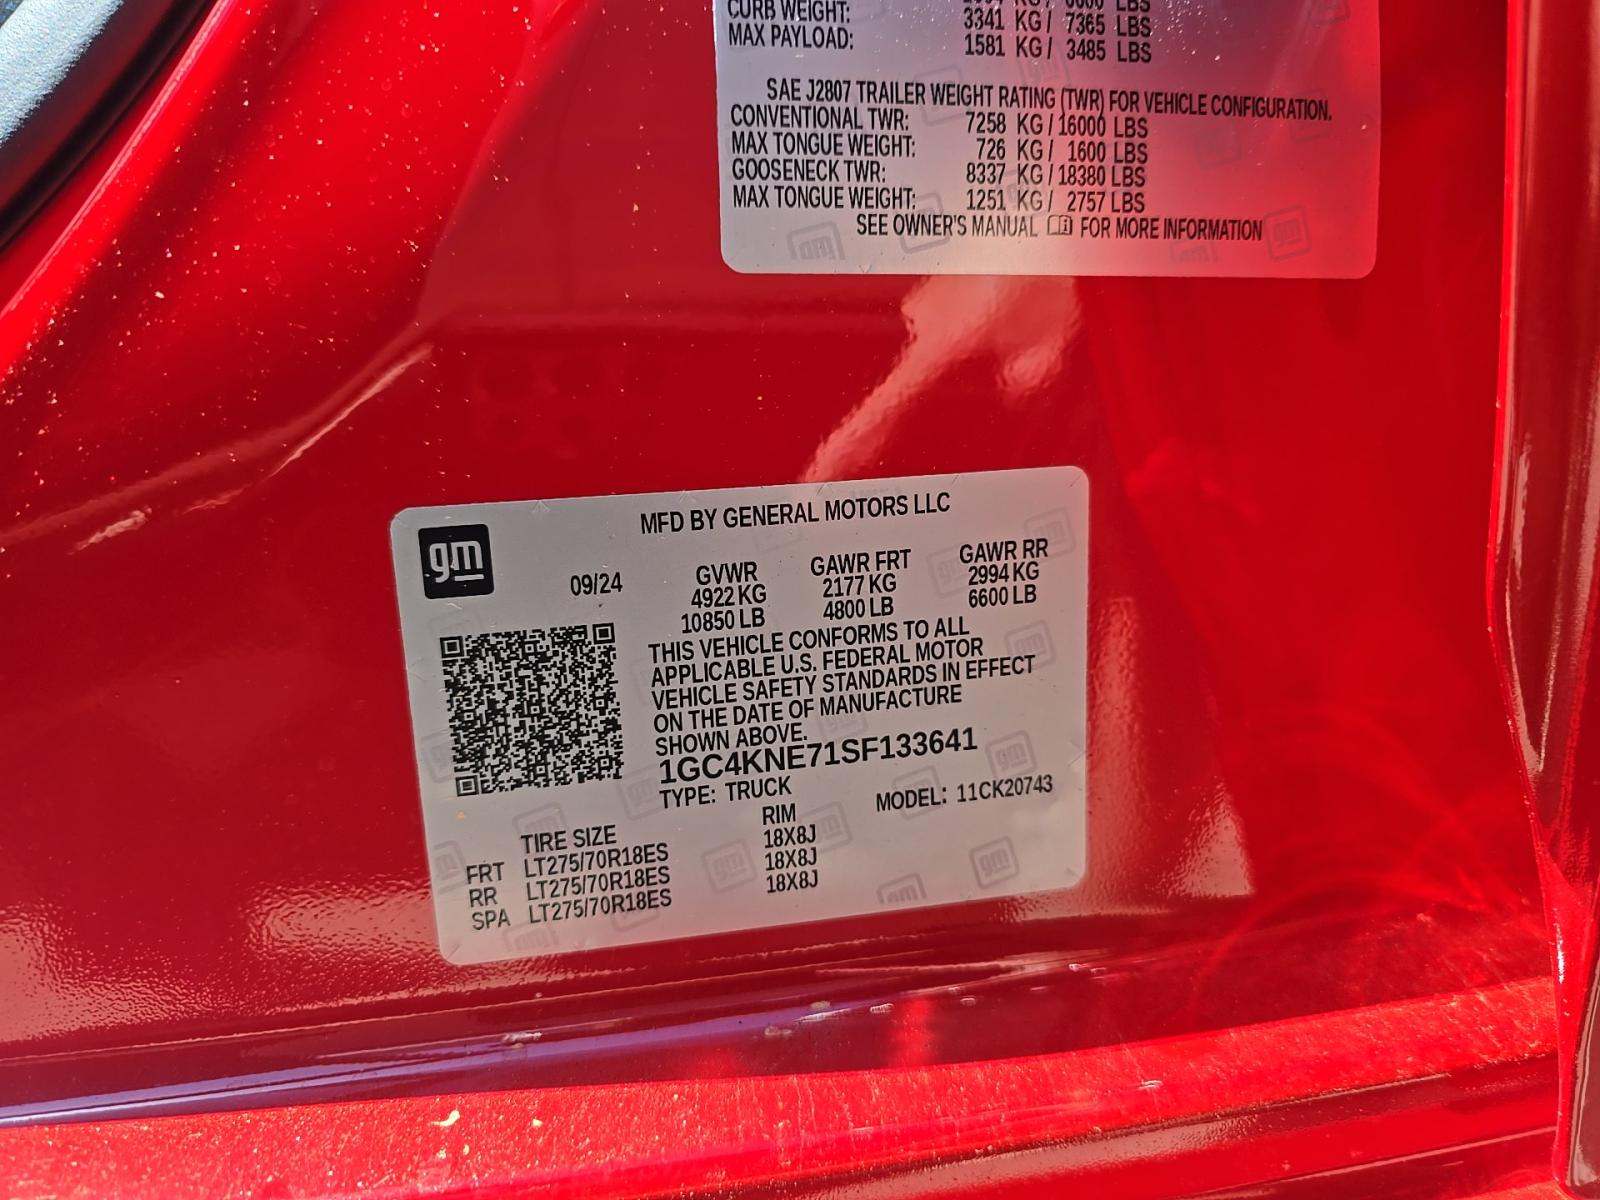 CURB WEIGHT: 3341 KG / 7365 LBS
MAX PAYLOAD: 1581 KG / 3485 LBS
SAE J2807 TRAILER WEIGHT RATING (TWR) FOR VEHICLE CONFIGURATION.
CONVENTIONAL TWR: 7258 KG / 16000 LBS
MAX TONGUE WEIGHT: 726 KG / 1600 LBS
GOOSENECK TWR: 8337 KG / 18380 LBS
MAX TONGUE WEIGHT: 1251 KG / 2757 LBS
SEE OWNER'S MANUAL FOR MORE INFORMATION
gm
MFD BY GENERAL MOTORS LLC
09/24 GVWR GAWR FRT GAWR RR
4922 KG 2177 KG 2994 KG
10850 LB 4800 LB 6600 LB
THIS VEHICLE CONFORMS TO ALL
APPLICABLE U.S. FEDERAL MOTOR
VEHICLE SAFETY STANDARDS IN EFFECT
ON THE DATE OF MANUFACTURE
SHOWN ABOVE.
1GC4KNE71SF133641
TYPE: TRUCK MODEL: 11CK20743
TIRE SIZE RIM
FRT LT275/70R18ES 18X8J
RR LT275/70R18ES 18X8J
SPA LT275/70R18ES 18X8J